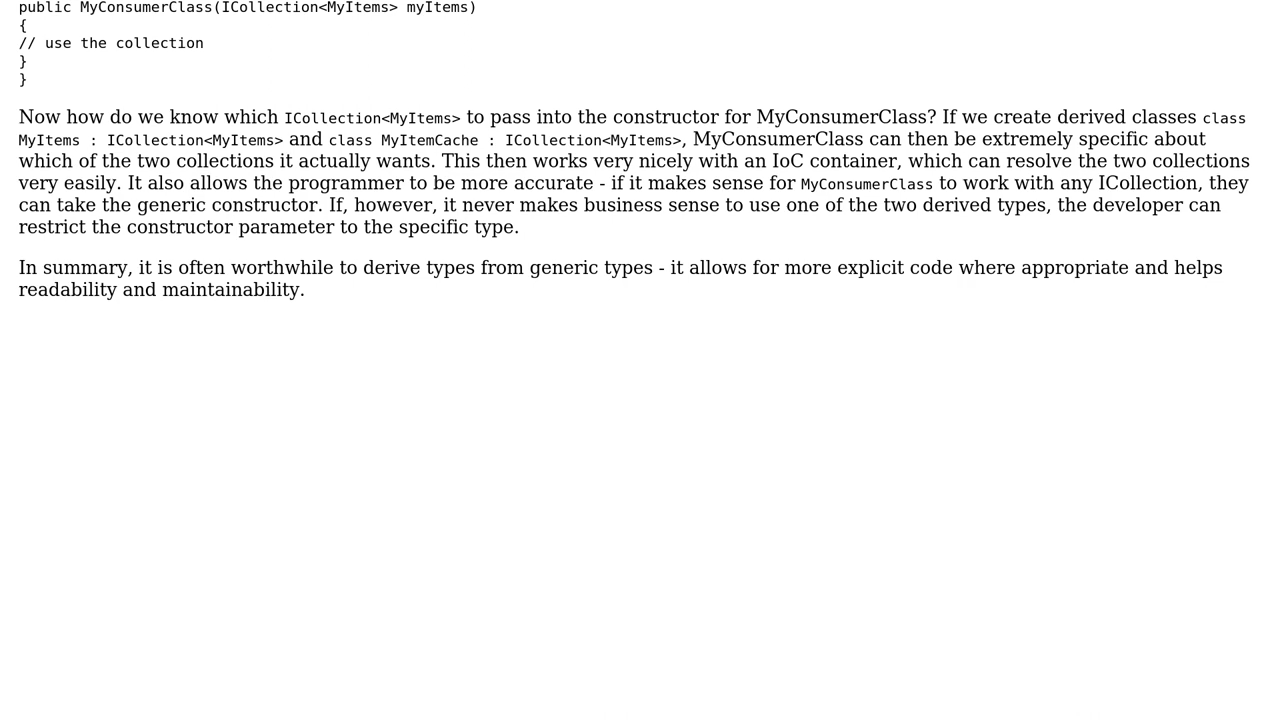 public MyConsumerClass(ICollection<MyItems> myItems)
{
// use the collection
}
}
Now how do we know which ICollection<MyItems> to pass into the constructor for MyConsumerClass? If we create derived classes class
MyItems : ICollection<MyItems> and class MyItemCache : ICollection<MyItems>, MyConsumerClass can then be extremely specific about
which of the two collections it actually wants. This then works very nicely with an IoC container, which can resolve the two collections
very easily. It also allows the programmer to be more accurate - if it makes sense for MyConsumerClass to work with any ICollection, they
can take the generic constructor. If, however, it never makes business sense to use one of the two derived types, the developer can
restrict the constructor parameter to the specific type.
In summary, it is often worthwhile to derive types from generic types - it allows for more explicit code where appropriate and helps
readability and maintainability.